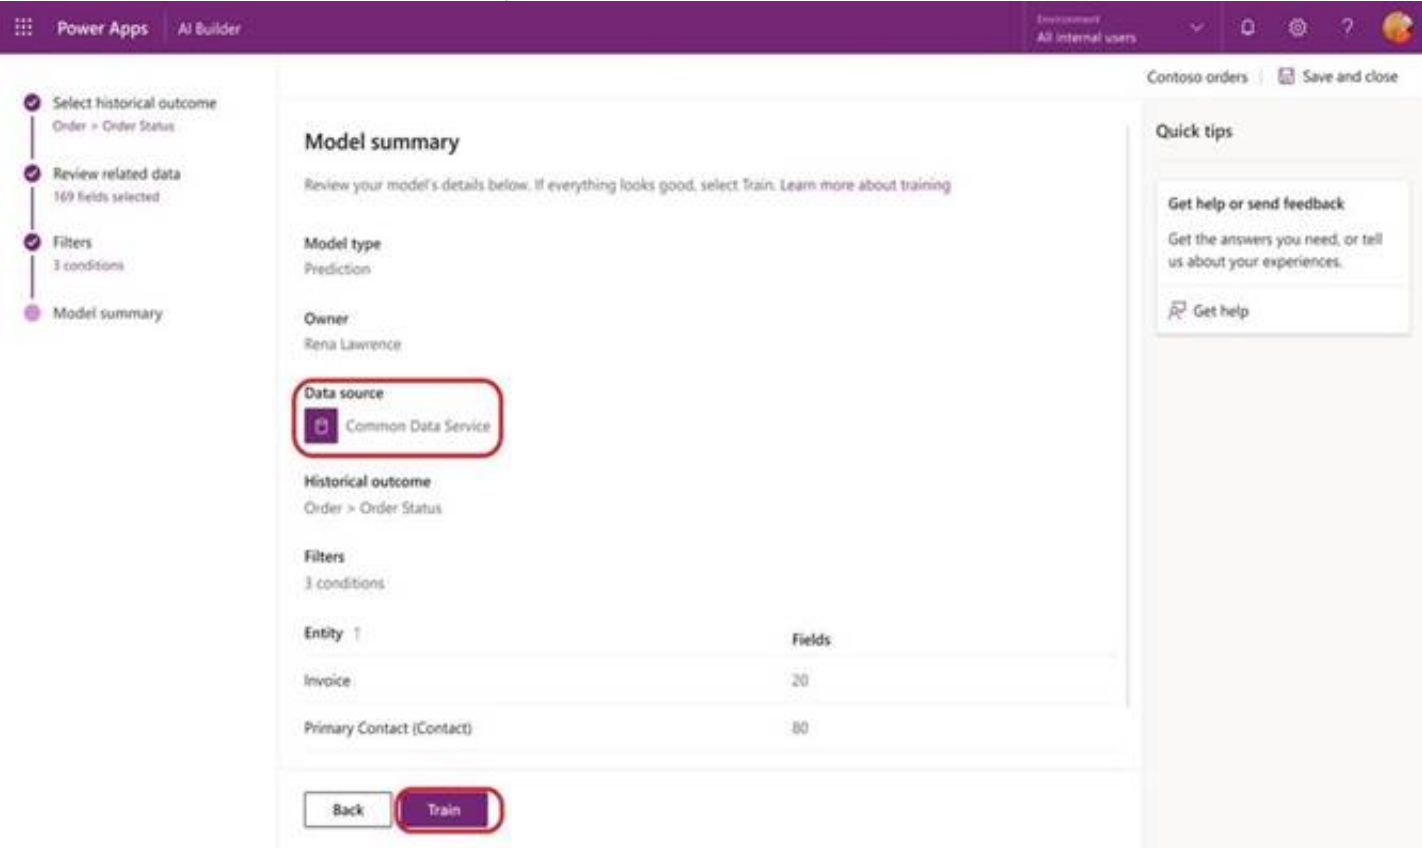 Power Apps AI Builder
Environment
All internal users
?
Contoso orders Save and close
Select historical outcome
Order > Order Status
Review related data
169 fields selected
Filters
3 conditions
Model summary
Model summary
Review your model's details below. If everything looks good, select Train. Learn more about training
Model type
Prediction
Owner
Rena Lawrence
Data source
Common Data Service
Historical outcome
Order > Order Status
Filters
3 conditions
Entity ↑ Fields
Invoice 20
Primary Contact (Contact) 80
Back Train
Quick tips
Get help or send feedback
Get the answers you need, or tell
us about your experiences.
Get help